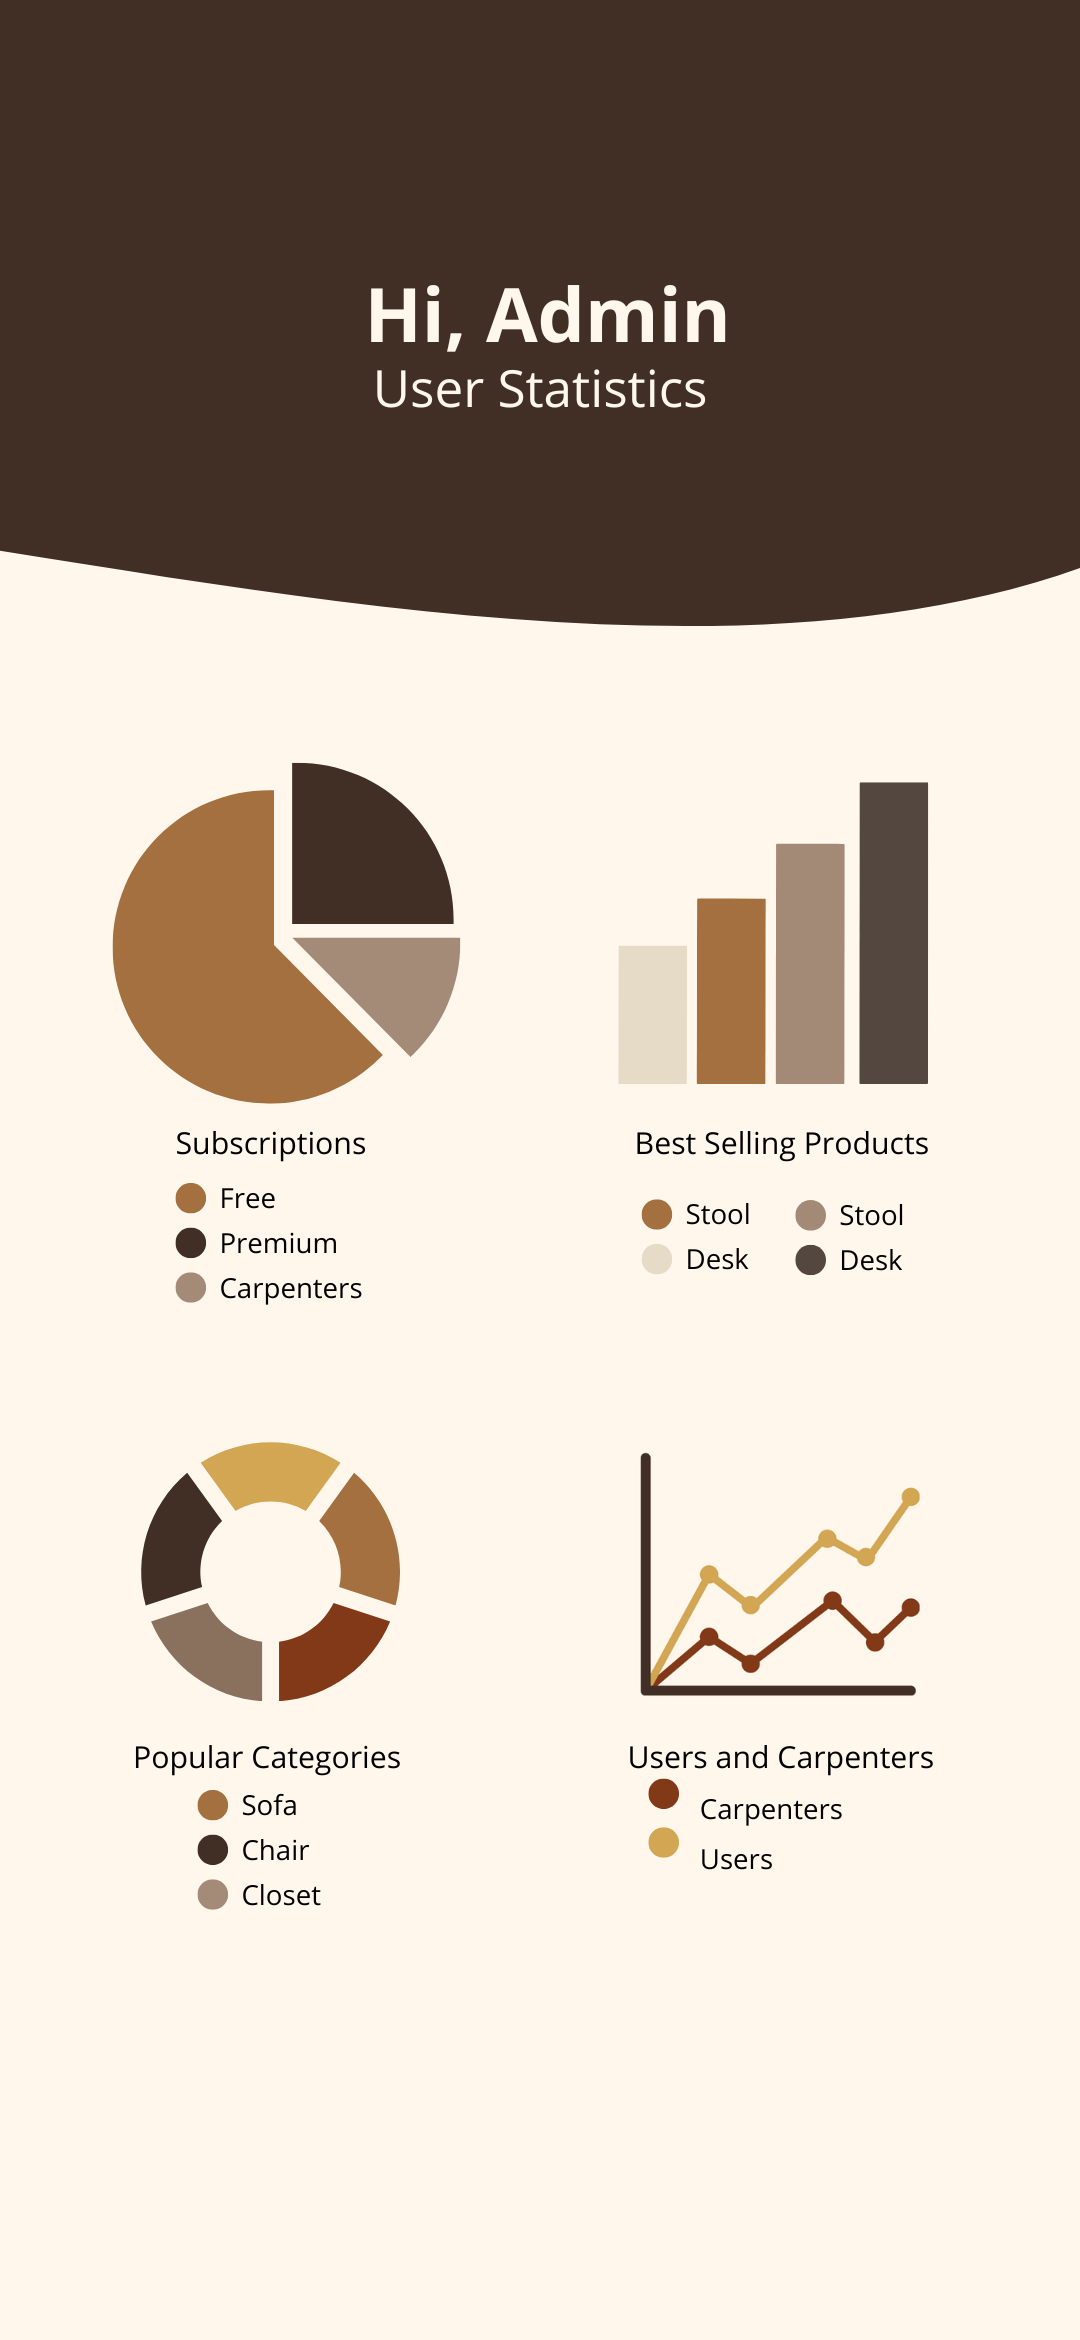 Hi, Admin
User Statistics
Subscriptions
Free
Premium
Carpenters
Best Selling Products
Stool
Desk
Stool
Desk
Popular Categories
Sofa
Chair
Closet
Users and Carpenters
Carpenters
Users